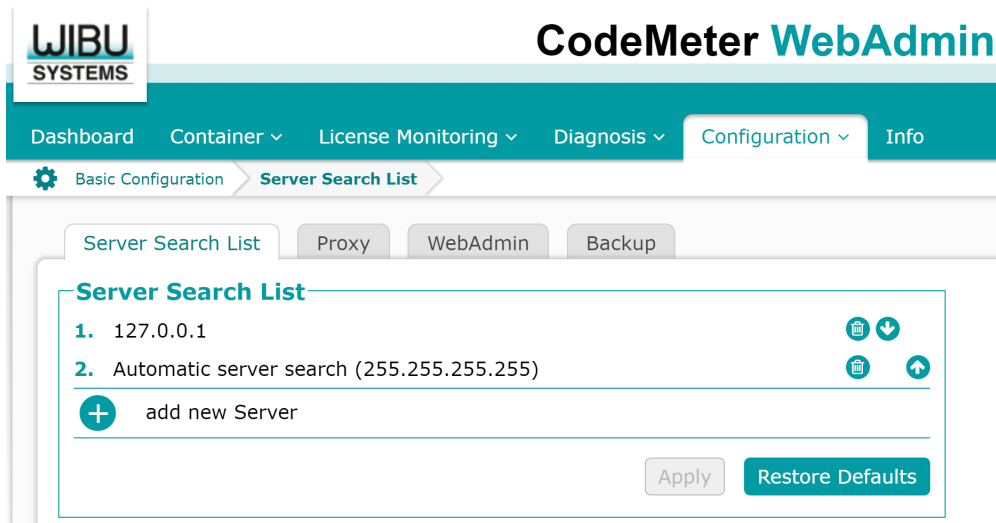 WIBU
SYSTEMS
CodeMeter WebAdmin
Dashboard Container License Monitoring Diagnosis Configuration Info
Basic Configuration Server Search List
Server Search List Proxy WebAdmin Backup
Server Search List
1. 127.0.0.1
2. Automatic server search (255.255.255.255)
add new Server
Apply Restore Defaults